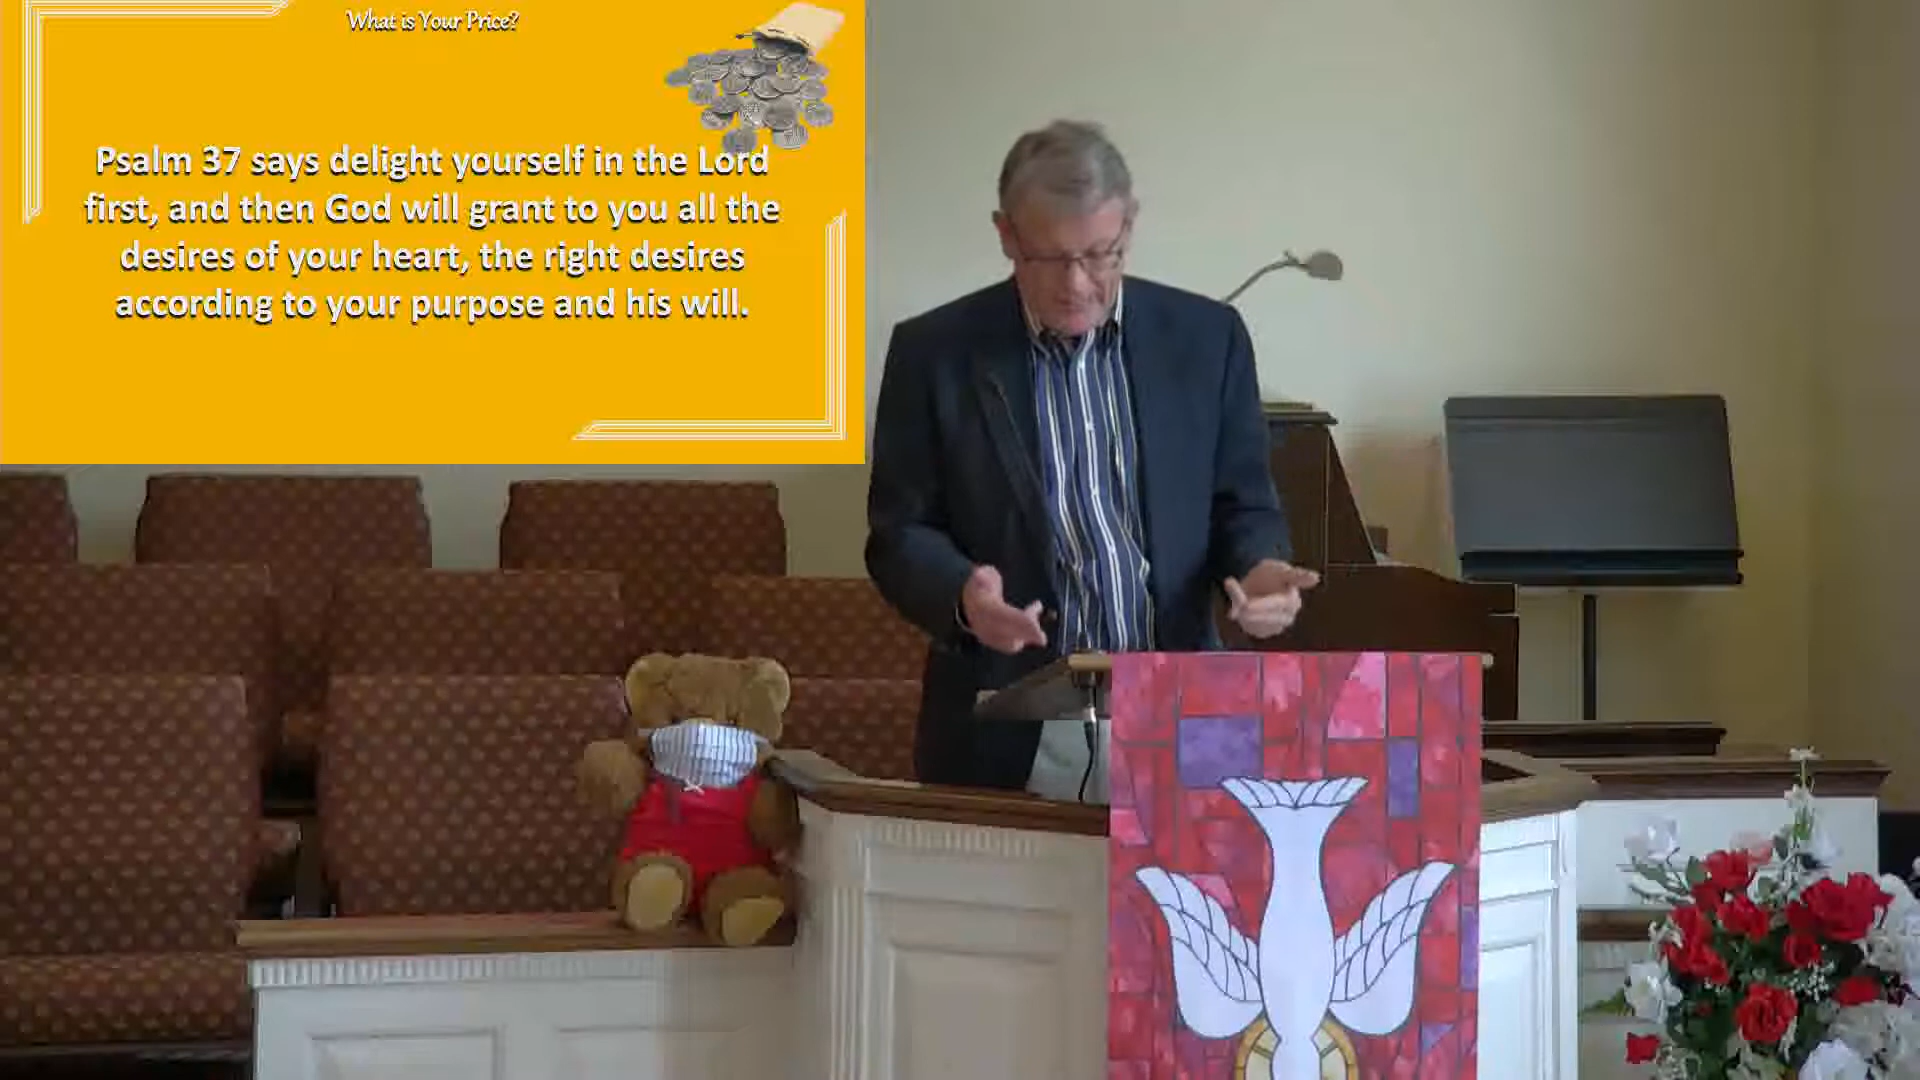 What is Your Price?
Psalm 37 says delight yourself in the Lord
first, and then God will grant to you all the
desires of your heart, the right desires
according to your purpose and his will.